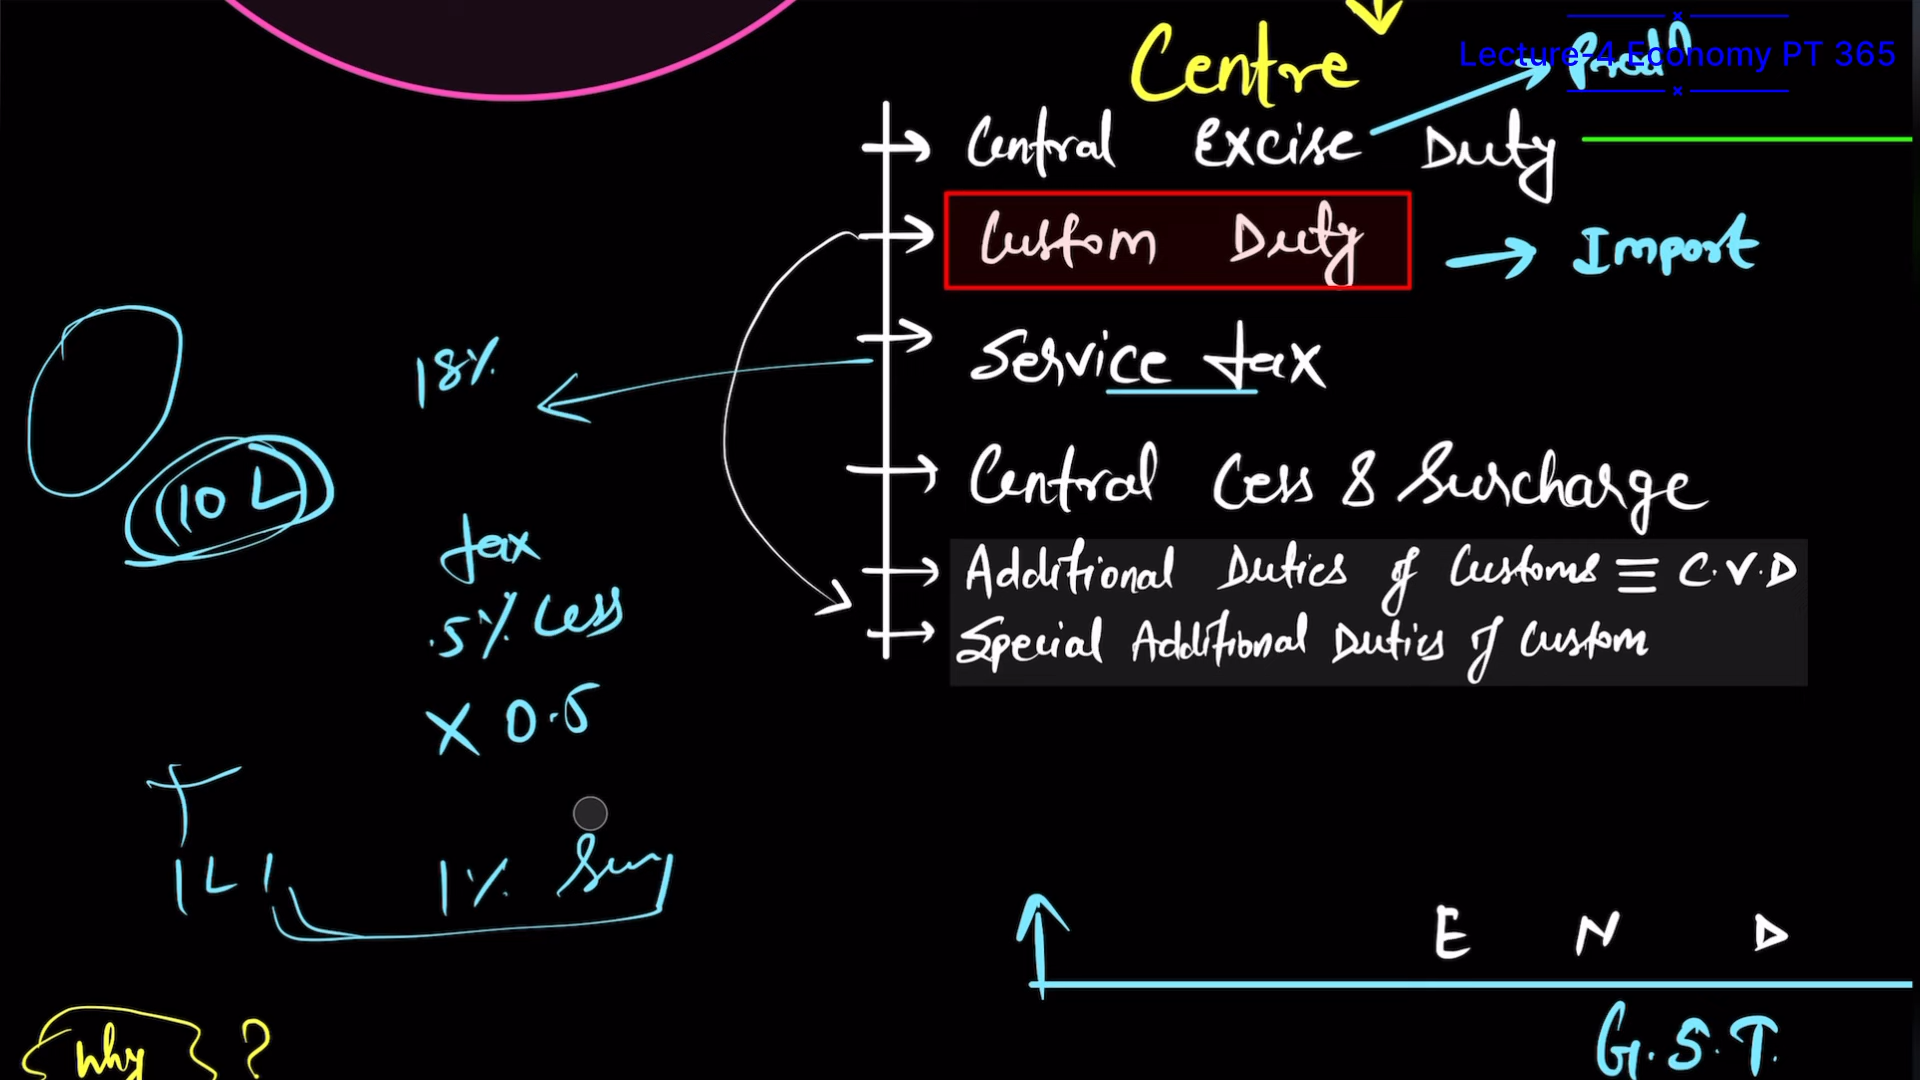 Centre
Lecture-4 Economy PT 365
Central Excise Duty
Custom Duty → Import
Service tax
18%
Central Cess & Surcharge
10 L
tax
Additional Duties of Customs ≡ C.V.D
.5% Cess
Special Additional Duties of Custom
X 0.5
T
1 L
1% Sur
E N D
G.S.T.
Why ?